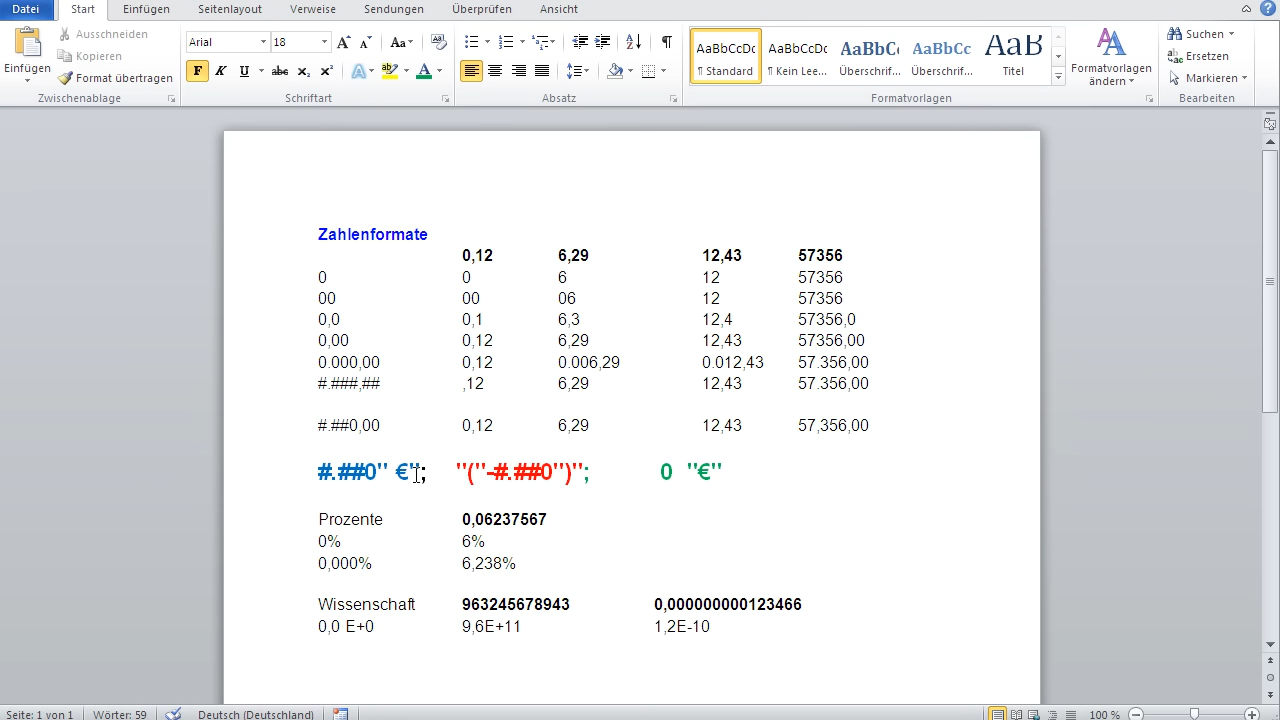 Datei Start Einfügen Seitenlayout Verweise Sendungen Überprüfen Ansicht
Einfügen
Ausschneiden
Kopieren
Format übertragen
Zwischenablage
Arial 18
F K U abc x₂ x²
Aa
A A
Schriftart
Absatz
AaBbCcDc AaBbCcDc AaBbC AaBbCc AaB
¶ Standard ¶ Kein Lee... Überschrif... Überschrif... Titel
Formatvorlagen ändern
Formatvorlagen
Suchen
Ersetzen
Markieren
Bearbeiten
Zahlenformate
0,12 6,29 12,43 57356
0 0 6 12 57356
00 00 06 12 57356
0,0 0,1 6,3 12,4 57356,0
0,00 0,12 6,29 12,43 57356,00
0.000,00 0,12 0.006,29 0.012,43 57.356,00
#.###,## ,12 6,29 12,43 57.356,00
#.##0,00 0,12 6,29 12,43 57,356,00
#.##0" €"; "("-#.##0")"; 0 "€"
Prozente 0,06237567
0% 6%
0,000% 6,238%
Wissenschaft 963245678943 0,000000000123466
0,0 E+0 9,6E+11 1,2E-10
Seite: 1 von 1 Wörter: 59 Deutsch (Deutschland) 100 %